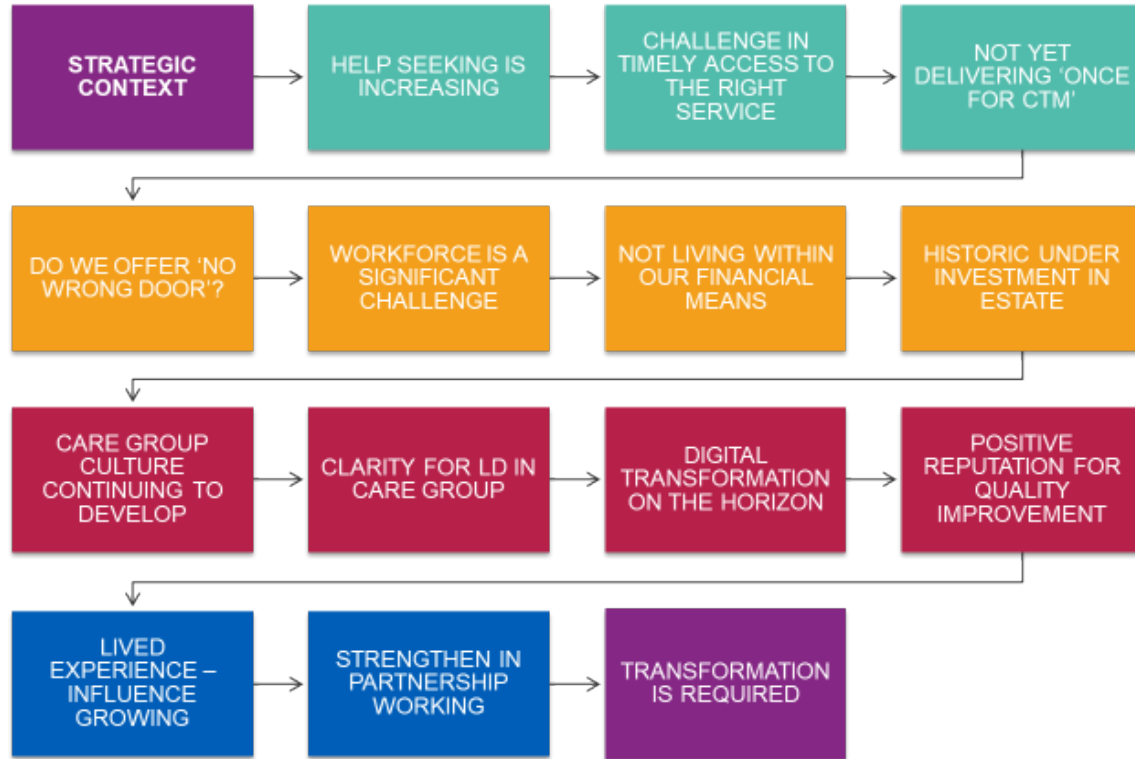 STRATEGIC
CONTEXT
HELP SEEKING IS
INCREASING
CHALLENGE IN
TIMELY ACCESS TO
THE RIGHT
SERVICE
NOT YET
DELIVERING ‘ONCE
FOR CTM’
DO WE OFFER ‘NO
WRONG DOOR’?
WORKFORCE IS A
SIGNIFICANT
CHALLENGE
NOT LIVING WITHIN
OUR FINANCIAL
MEANS
HISTORIC UNDER
INVESTMENT IN
ESTATE
CARE GROUP
CULTURE
CONTINUING TO
DEVELOP
CLARITY FOR LD IN
CARE GROUP
DIGITAL
TRANSFORMATION
ON THE HORIZON
POSITIVE
REPUTATION FOR
QUALITY
IMPROVEMENT
LIVED
EXPERIENCE –
INFLUENCE
GROWING
STRENGTHEN IN
PARTNERSHIP
WORKING
TRANSFORMATION
IS REQUIRED